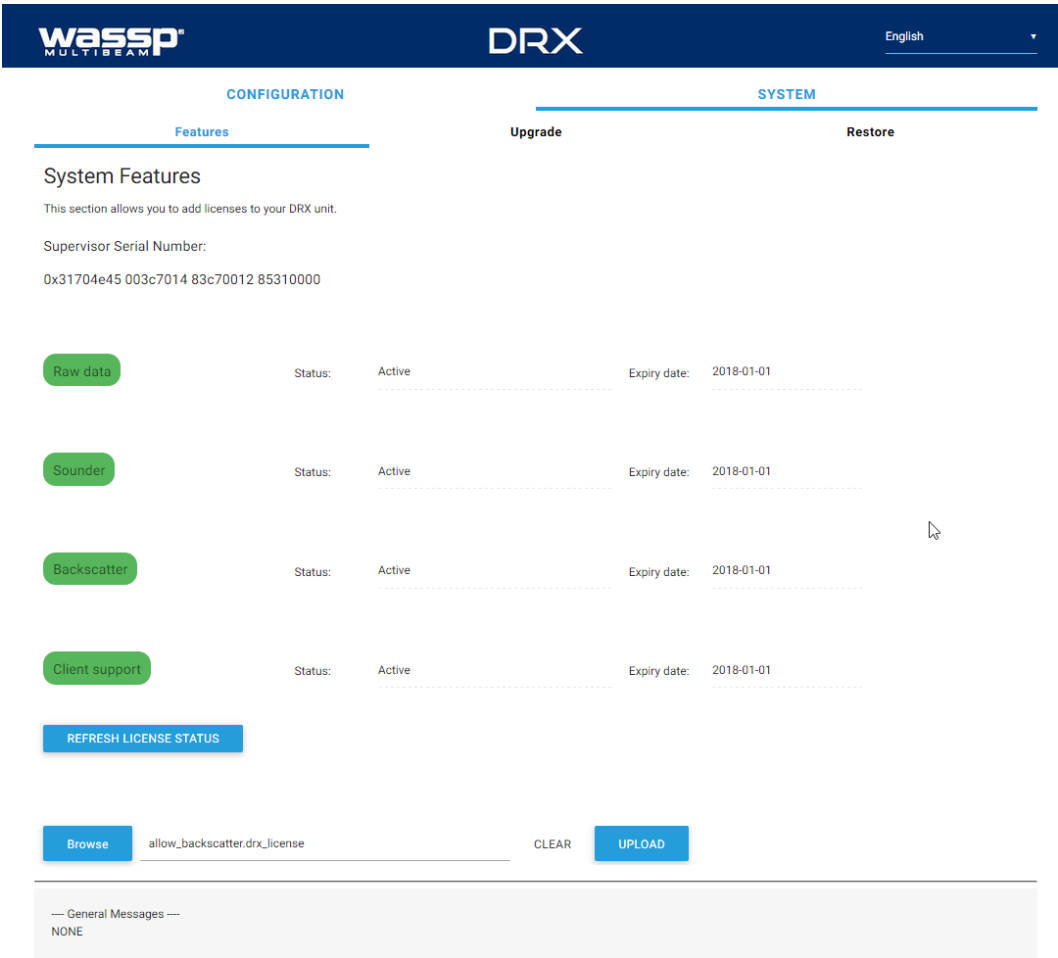 wassp
MULTIBEAM
DRX
English
CONFIGURATION SYSTEM
Features Upgrade Restore
System Features
This section allows you to add licenses to your DRX unit.
Supervisor Serial Number:
0x31704e45 003c7014 83c70012 85310000
Raw data Status: Active Expiry date: 2018-01-01
Sounder Status: Active Expiry date: 2018-01-01
Backscatter Status: Active Expiry date: 2018-01-01
Client support Status: Active Expiry date: 2018-01-01
REFRESH LICENSE STATUS
Browse allow_backscatter.drx_license CLEAR UPLOAD
---- General Messages ----
NONE